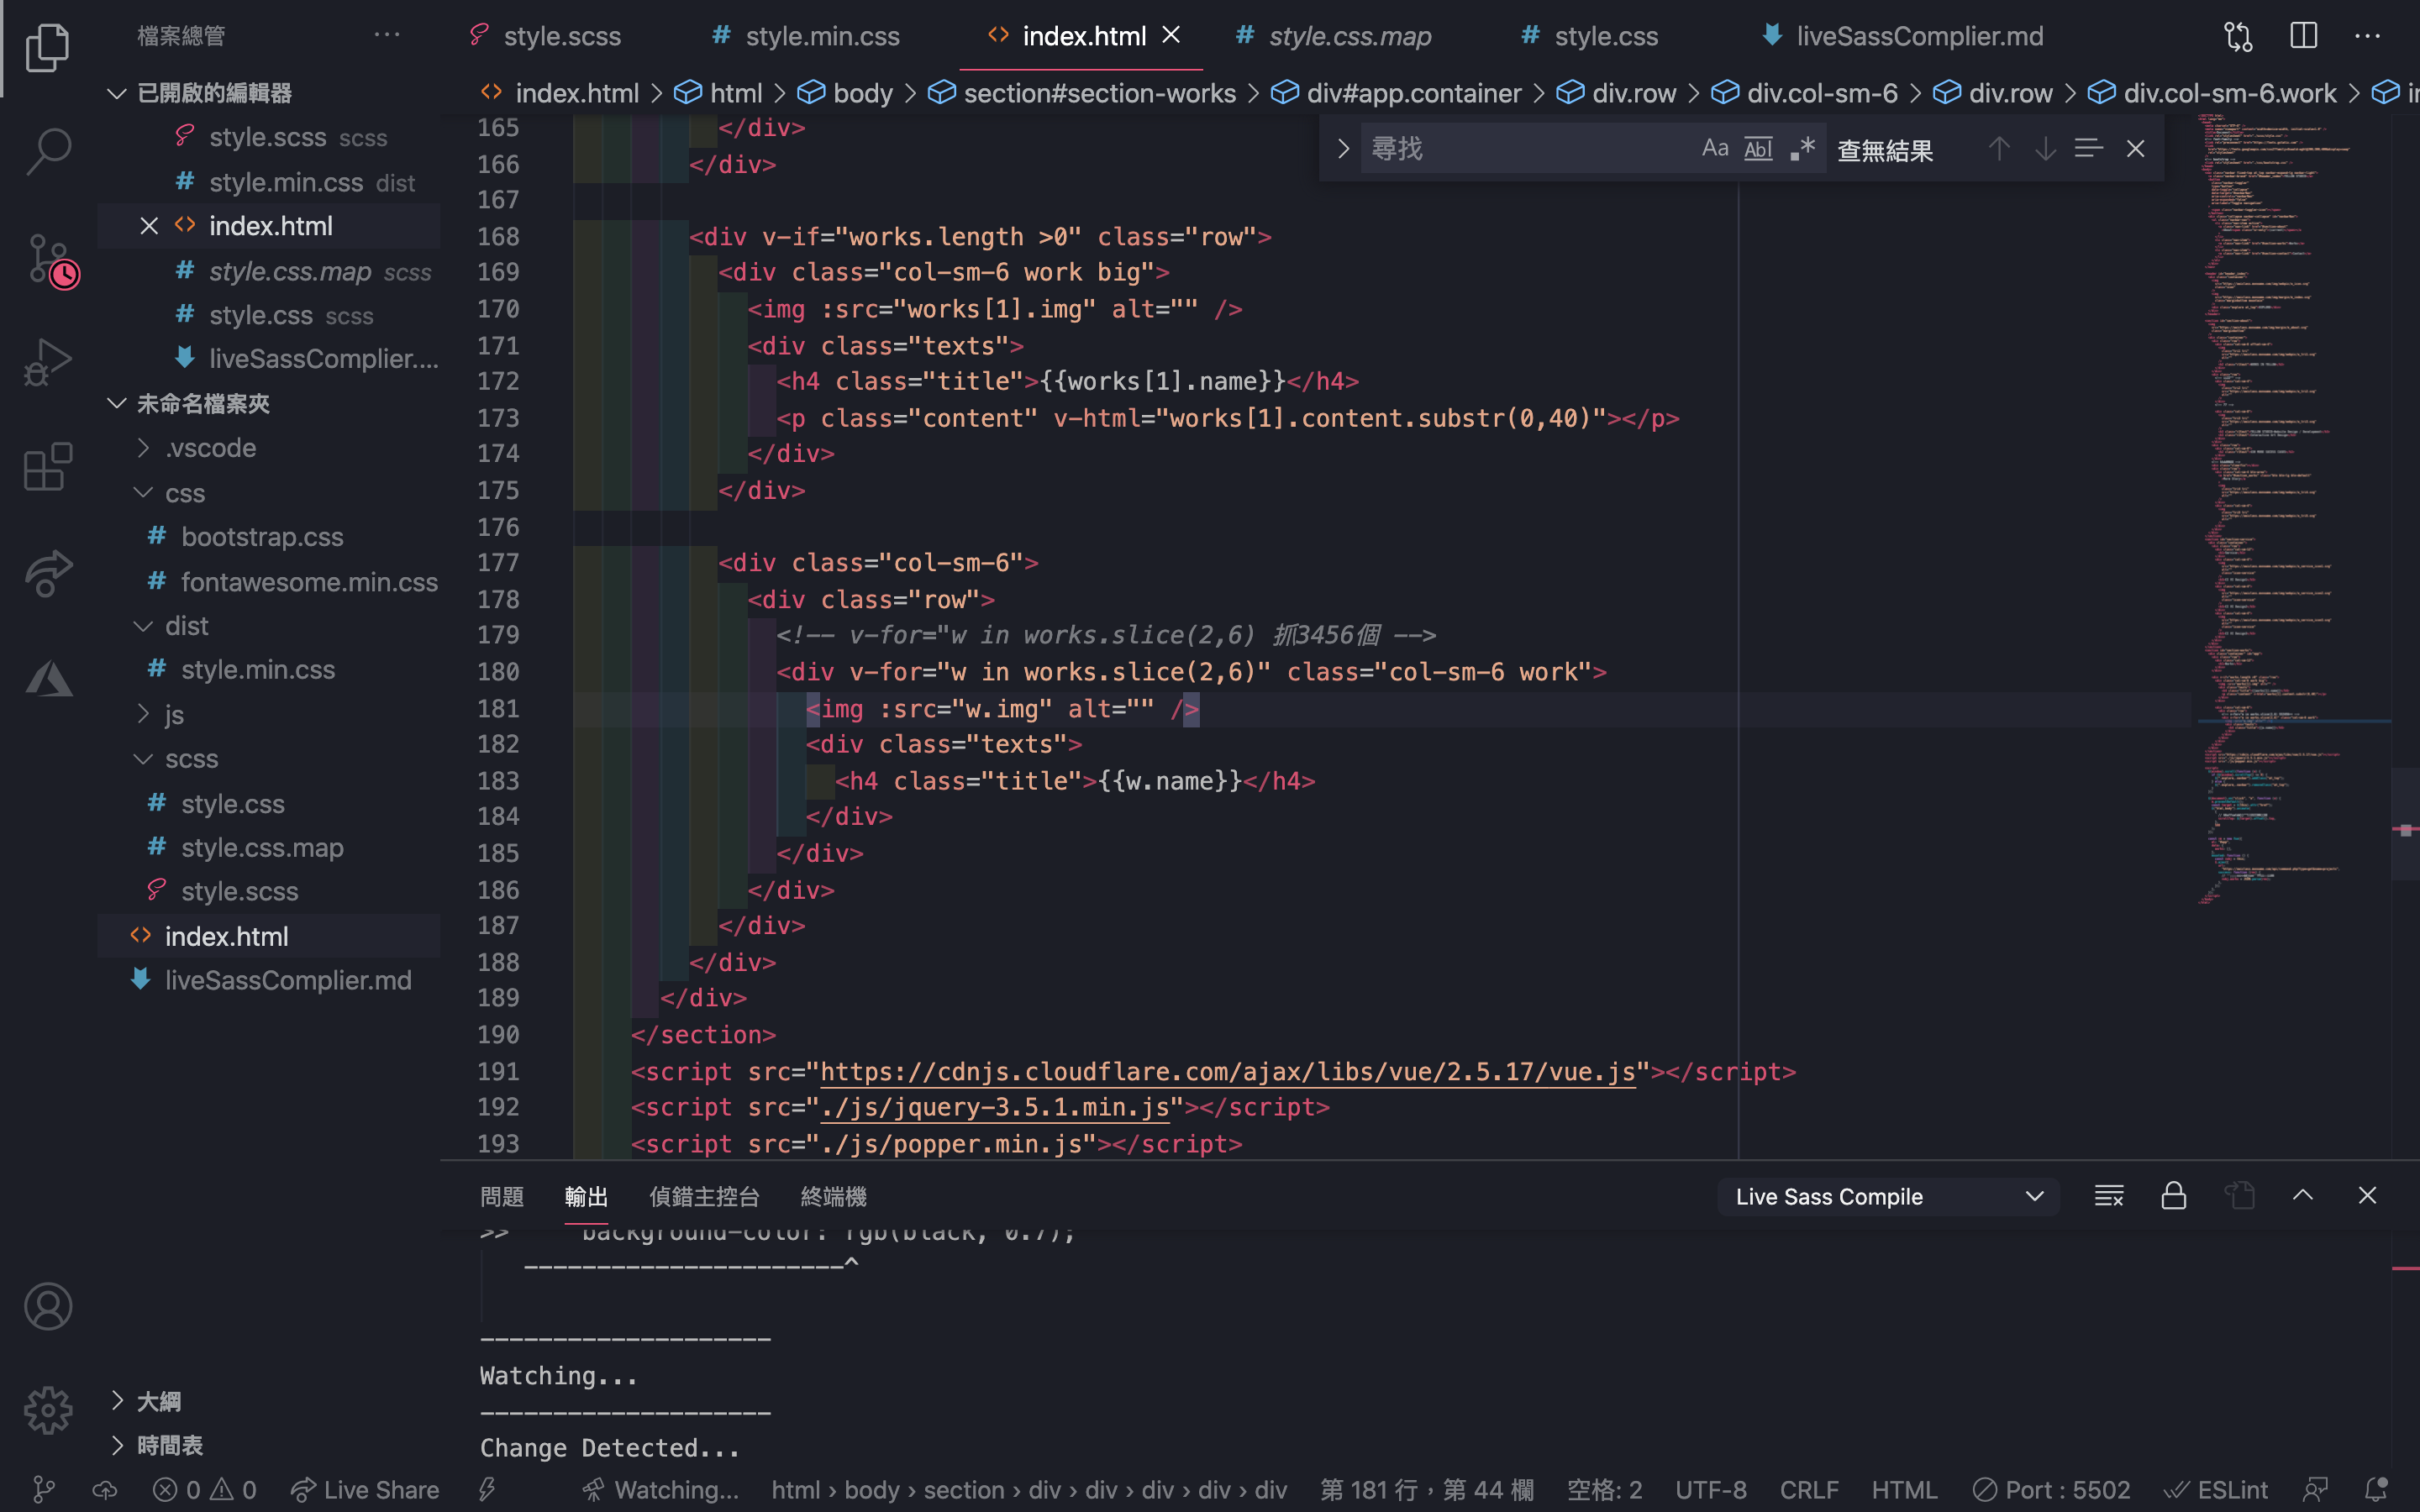 檔案總管
已開啟的編輯器
style.scss scss
style.min.css dist
index.html
style.css.map scss
style.css scss
liveSassComplier....
未命名檔案夾
.vscode
css
bootstrap.css
fontawesome.min.css
dist
style.min.css
js
scss
style.css
style.css.map
style.scss
index.html
liveSassComplier.md
大綱
時間表
style.scss style.min.css index.html style.css.map style.css liveSassComplier.md
index.html > html > body > section#section-works > div#app.container > div.row > div.col-sm-6 > div.row > div.col-sm-6.work >
尋找 Aa Abl .* 查無結果
165 </div>
166 </div>
167
168 <div v-if="works.length >0" class="row">
169 <div class="col-sm-6 work big">
170 <img :src="works[1].img" alt="" />
171 <div class="texts">
172 <h4 class="title">{{works[1].name}}</h4>
173 <p class="content" v-html="works[1].content.substr(0,40)"></p>
174 </div>
175 </div>
176
177 <div class="col-sm-6">
178 <div class="row">
179 <!-- v-for="w in works.slice(2,6) 抓3456個 -->
180 <div v-for="w in works.slice(2,6)" class="col-sm-6 work">
181 <img :src="w.img" alt="" />
182 <div class="texts">
183 <h4 class="title">{{w.name}}</h4>
184 </div>
185 </div>
186 </div>
187 </div>
188 </div>
189 </div>
190 </section>
191 <script src="https://cdnjs.cloudflare.com/ajax/libs/vue/2.5.17/vue.js"></script>
192 <script src="./js/jquery-3.5.1.min.js"></script>
193 <script src="./js/popper.min.js"></script>
問題 輸出 偵錯主控台 終端機 Live Sass Compile
>> background-color: rgb(black, 0.7);
----------------------^
--------------------
Watching...
--------------------
Change Detected...
0 0 Live Share Watching... html › body › section › div › div › div › div › div 第 181 行，第 44 欄 空格: 2 UTF-8 CRLF HTML Port : 5502 ESLint